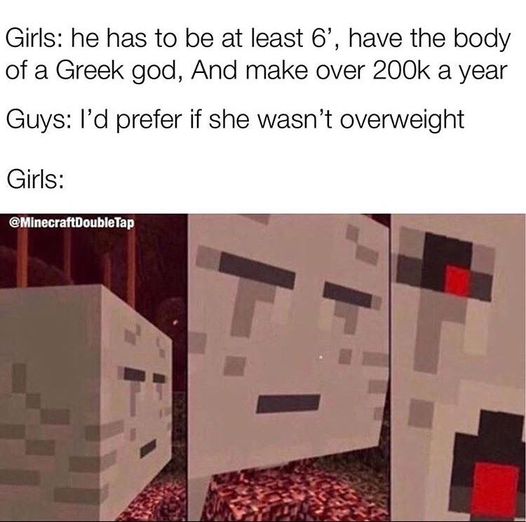 Girls: he has to be at least 6’, have the body
of a Greek god, And make over 200k a year
Guys: I’d prefer if she wasn’t overweight
Girls:
@MinecraftDoubleTap